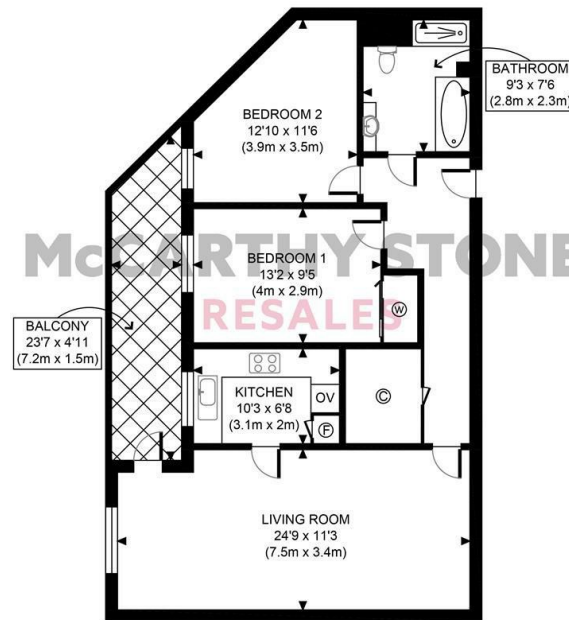 BATHROOM
9'3 x 7'6
(2.8m x 2.3m)
BEDROOM 2
12'10 x 11'6
(3.9m x 3.5m)
McCARTHY STONE
RESALES
BEDROOM 1
13'2 x 9'5
(4m x 2.9m)
W
BALCONY
23'7 x 4'11
(7.2m x 1.5m)
KITCHEN
10'3 x 6'8
(3.1m x 2m)
OV
F
C
LIVING ROOM
24'9 x 11'3
(7.5m x 3.4m)